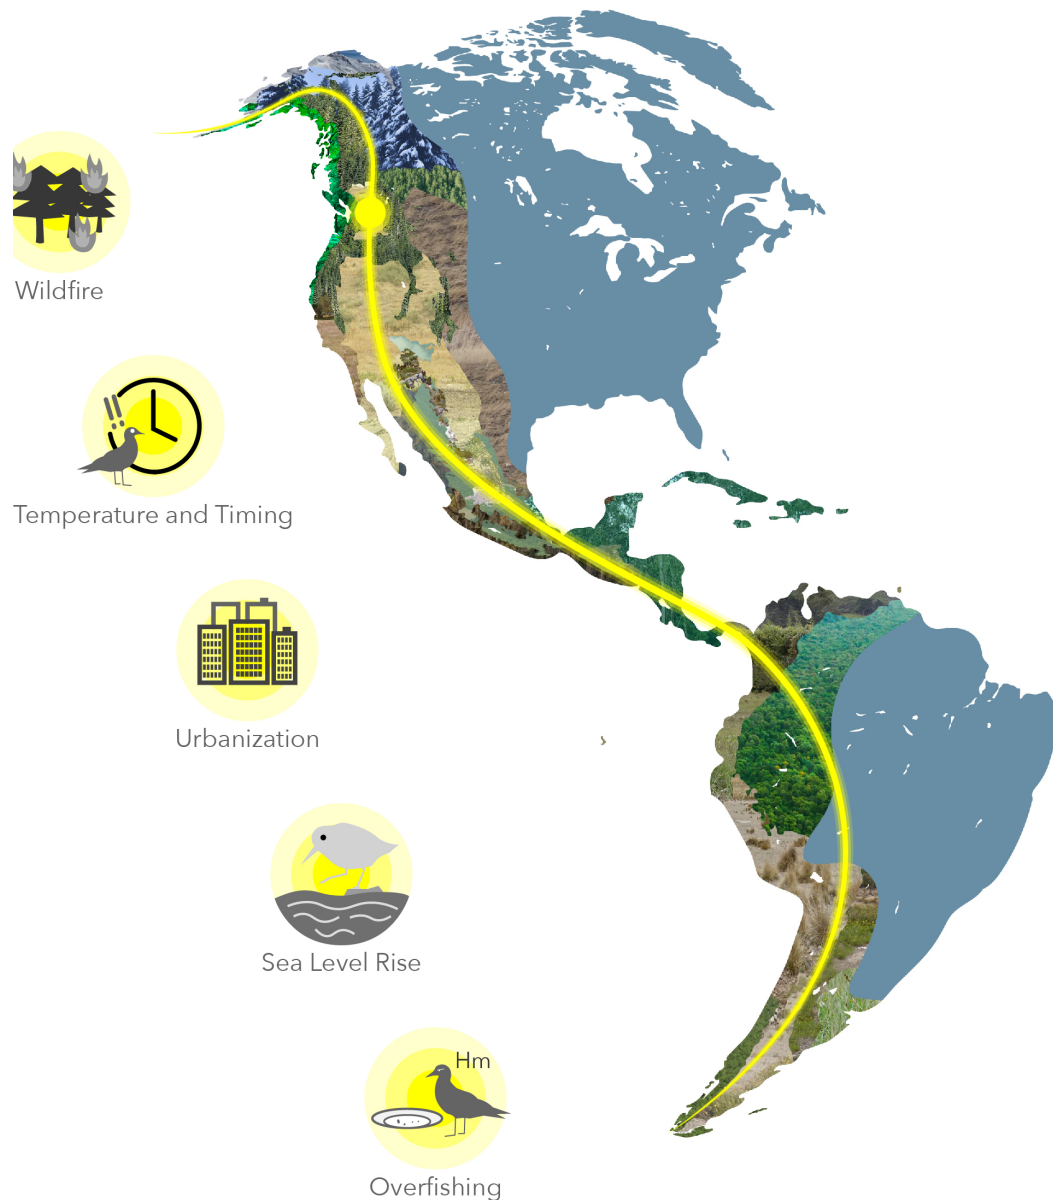 Wildfire
Temperature and Timing
Urbanization
Sea Level Rise
Hm
Overfishing